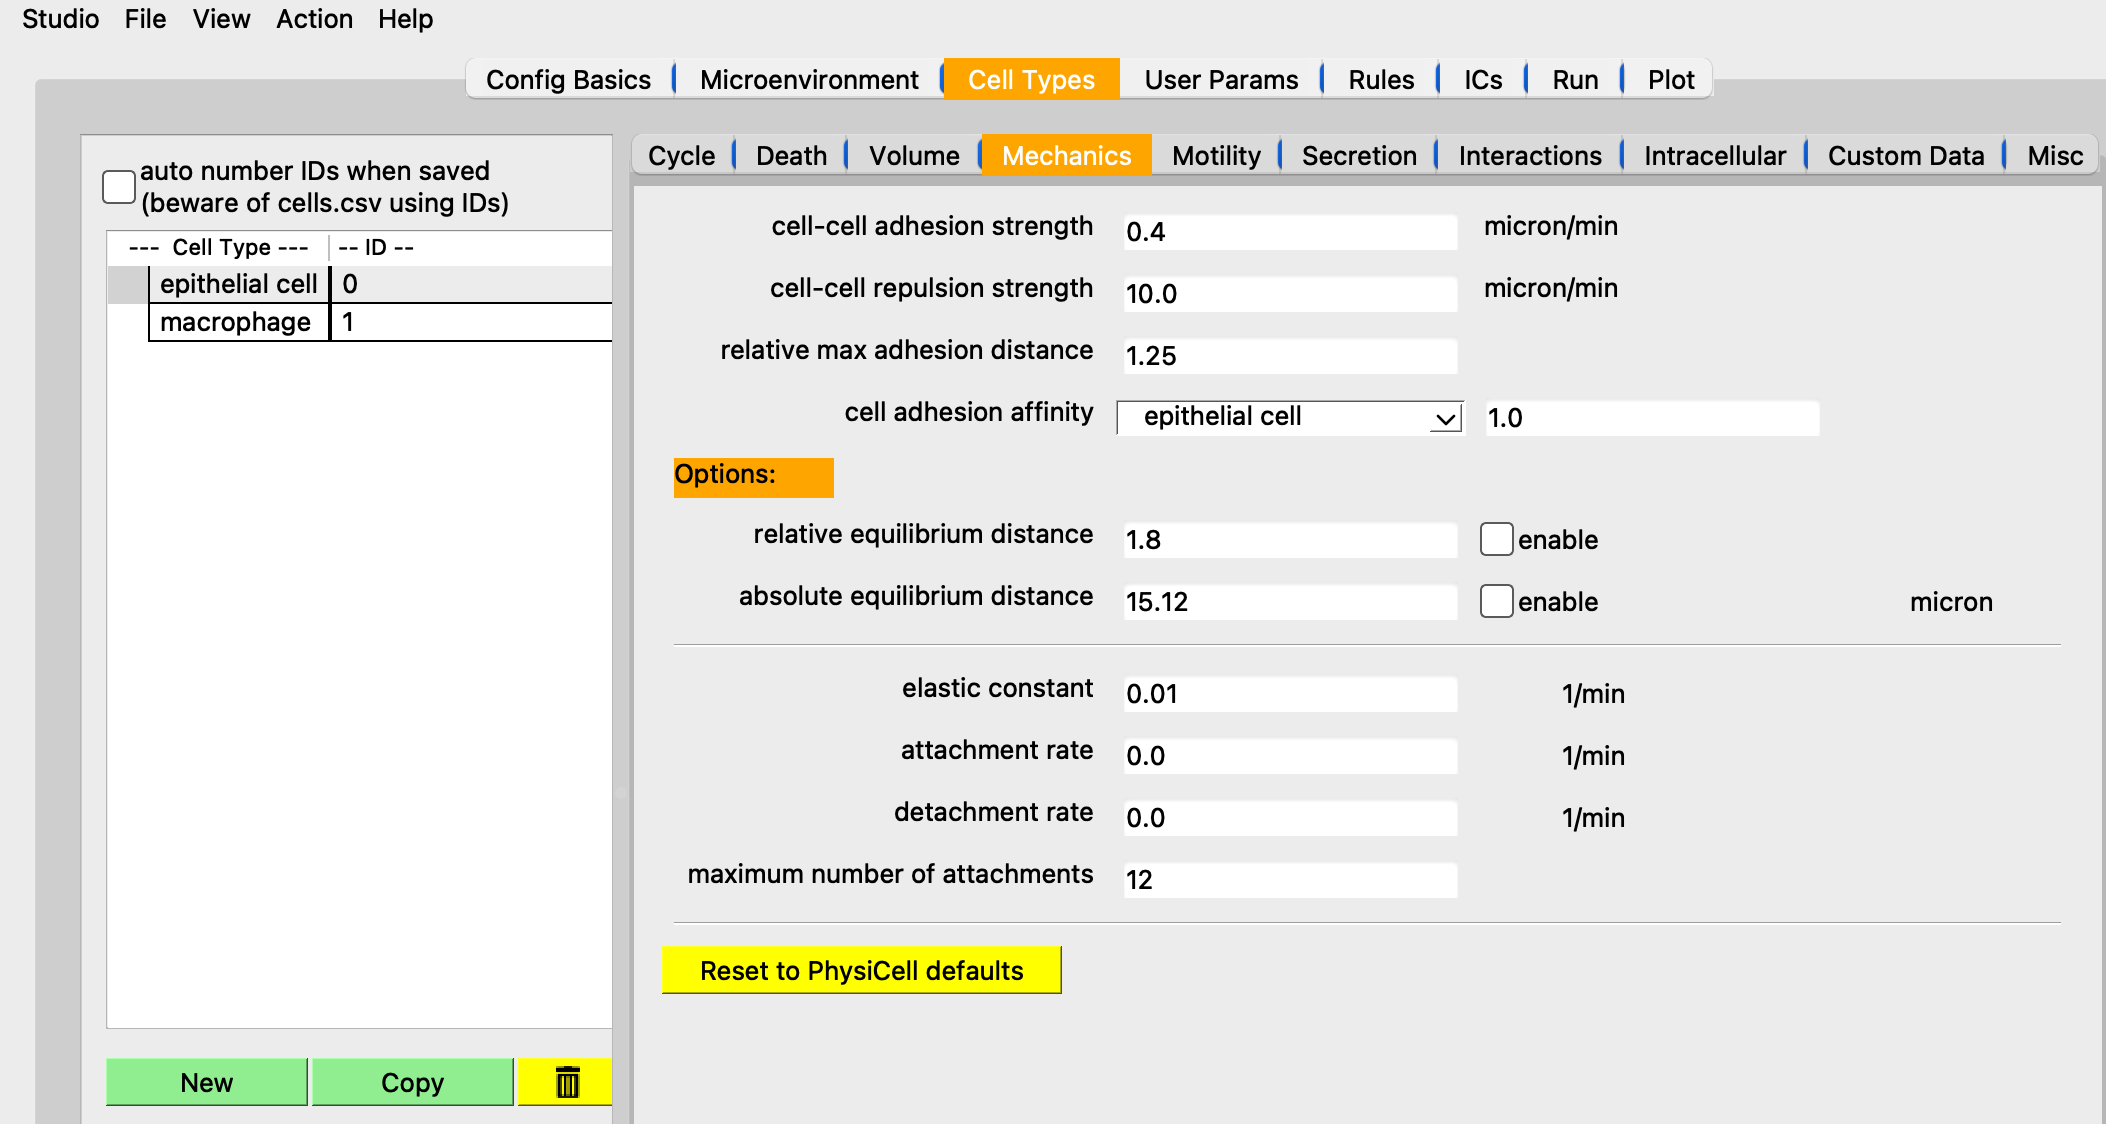 Studio File View Action Help
Config Basics Microenvironment Cell Types User Params Rules ICs Run Plot
auto number IDs when saved
(beware of cells.csv using IDs)
--- Cell Type --- -- ID --
epithelial cell 0
macrophage 1
New Copy
Cycle Death Volume Mechanics Motility Secretion Interactions Intracellular Custom Data Misc
cell-cell adhesion strength 0.4 micron/min
cell-cell repulsion strength 10.0 micron/min
relative max adhesion distance 1.25
cell adhesion affinity epithelial cell 1.0
Options:
relative equilibrium distance 1.8 enable
absolute equilibrium distance 15.12 enable micron
elastic constant 0.01 1/min
attachment rate 0.0 1/min
detachment rate 0.0 1/min
maximum number of attachments 12
Reset to PhysiCell defaults